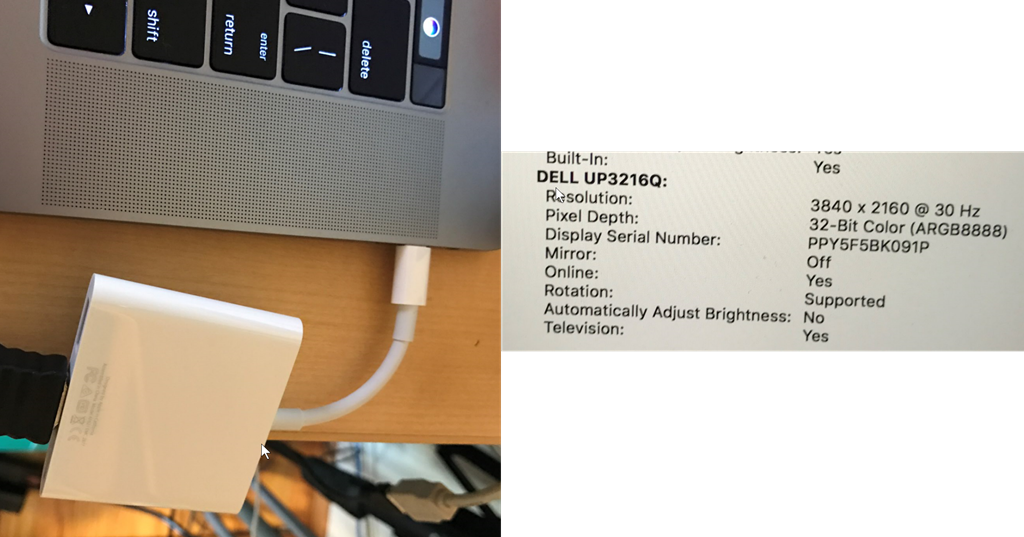 shift
return
enter
\ |
delete
Built-In:
Yes
DELL UP3216Q:
Resolution:
3840 x 2160 @ 30 Hz
Pixel Depth:
32-Bit Color (ARGB8888)
Display Serial Number:
PPY5F5BK091P
Mirror:
Off
Online:
Yes
Rotation:
Supported
Automatically Adjust Brightness:
No
Television:
Yes